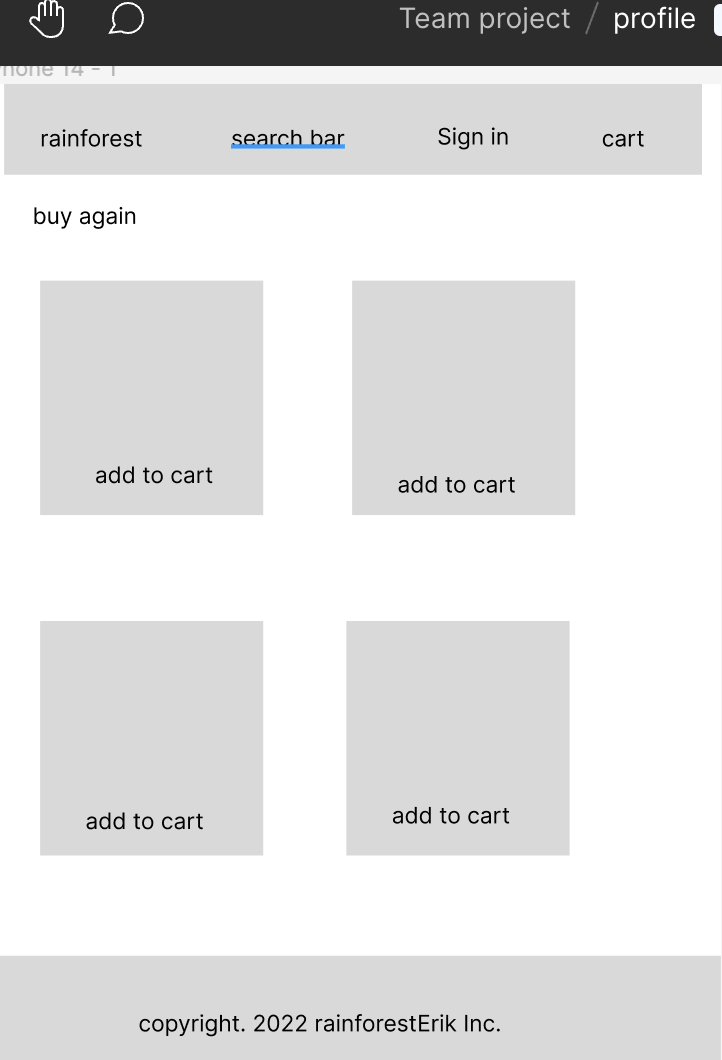 Team project / profile
hone 14 - 1
rainforest search bar Sign in cart
buy again
add to cart add to cart
add to cart add to cart
copyright. 2022 rainforestErik Inc.